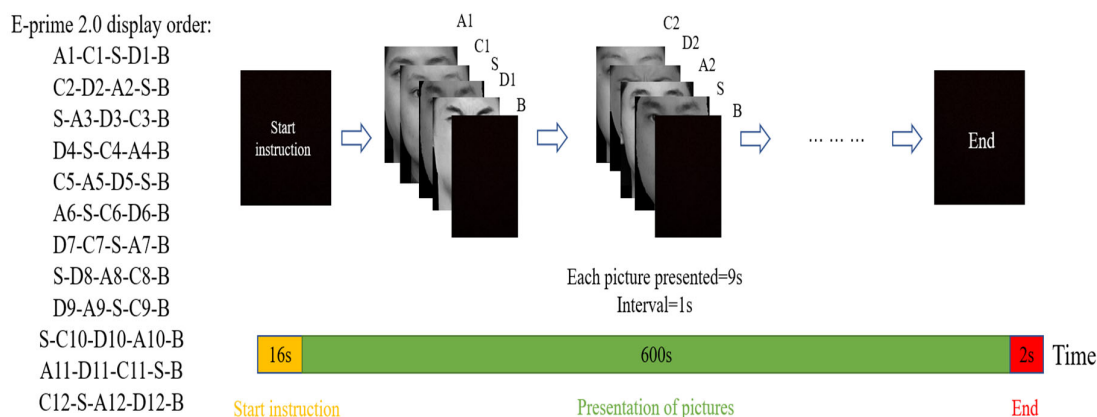 E-prime 2.0 display order:
A1-C1-S-D1-B
C2-D2-A2-S-B
S-A3-D3-C3-B
D4-S-C4-A4-B
C5-A5-D5-S-B
A6-S-C6-D6-B
D7-C7-S-A7-B
S-D8-A8-C8-B
D9-A9-S-C9-B
S-C10-D10-A10-B
A11-D11-C11-S-B
C12-S-A12-D12-B
Start
instruction
A1
C1
S
D1
B
C2
D2
A2
S
B
... ... ...
End
Each picture presented=9s
Interval=1s
16s
600s
2s
Time
Start instruction
Presentation of pictures
End